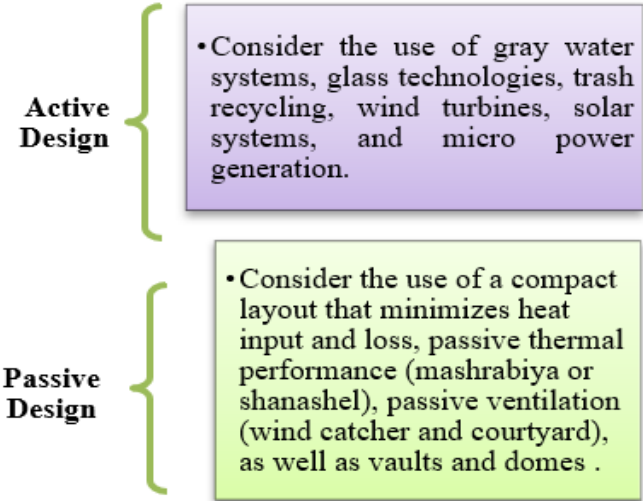 Active
Design
•Consider the use of gray water
systems, glass technologies, trash
recycling, wind turbines, solar
systems, and micro power
generation.
Passive
Design
•Consider the use of a compact
layout that minimizes heat
input and loss, passive thermal
performance (mashrabiya or
shanashel), passive ventilation
(wind catcher and courtyard),
as well as vaults and domes .